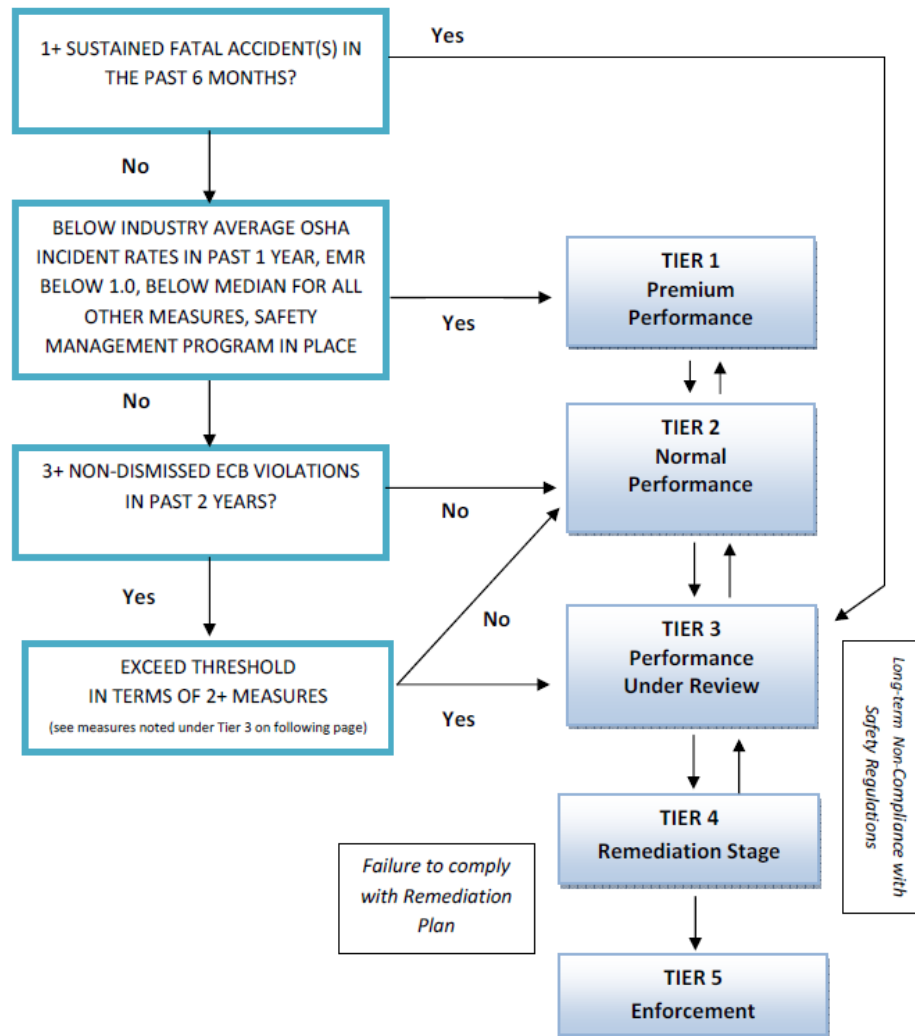 Yes
1+ SUSTAINED FATAL ACCIDENT(S) IN
THE PAST 6 MONTHS?
No
BELOW INDUSTRY AVERAGE OSHA
INCIDENT RATES IN PAST 1 YEAR, EMR
BELOW 1.0, BELOW MEDIAN FOR ALL
OTHER MEASURES, SAFETY
MANAGEMENT PROGRAM IN PLACE
Yes
TIER 1
Premium
Performance
No
3+ NON-DISMISSED ECB VIOLATIONS
IN PAST 2 YEARS?
No
TIER 2
Normal
Performance
Yes
No
EXCEED THRESHOLD
IN TERMS OF 2+ MEASURES
(see measures noted under Tier 3 on following page)
Yes
TIER 3
Performance
Under Review
Long-term Non-Compliance with
Safety Regulations
TIER 4
Remediation Stage
Failure to comply
with Remediation
Plan
TIER 5
Enforcement